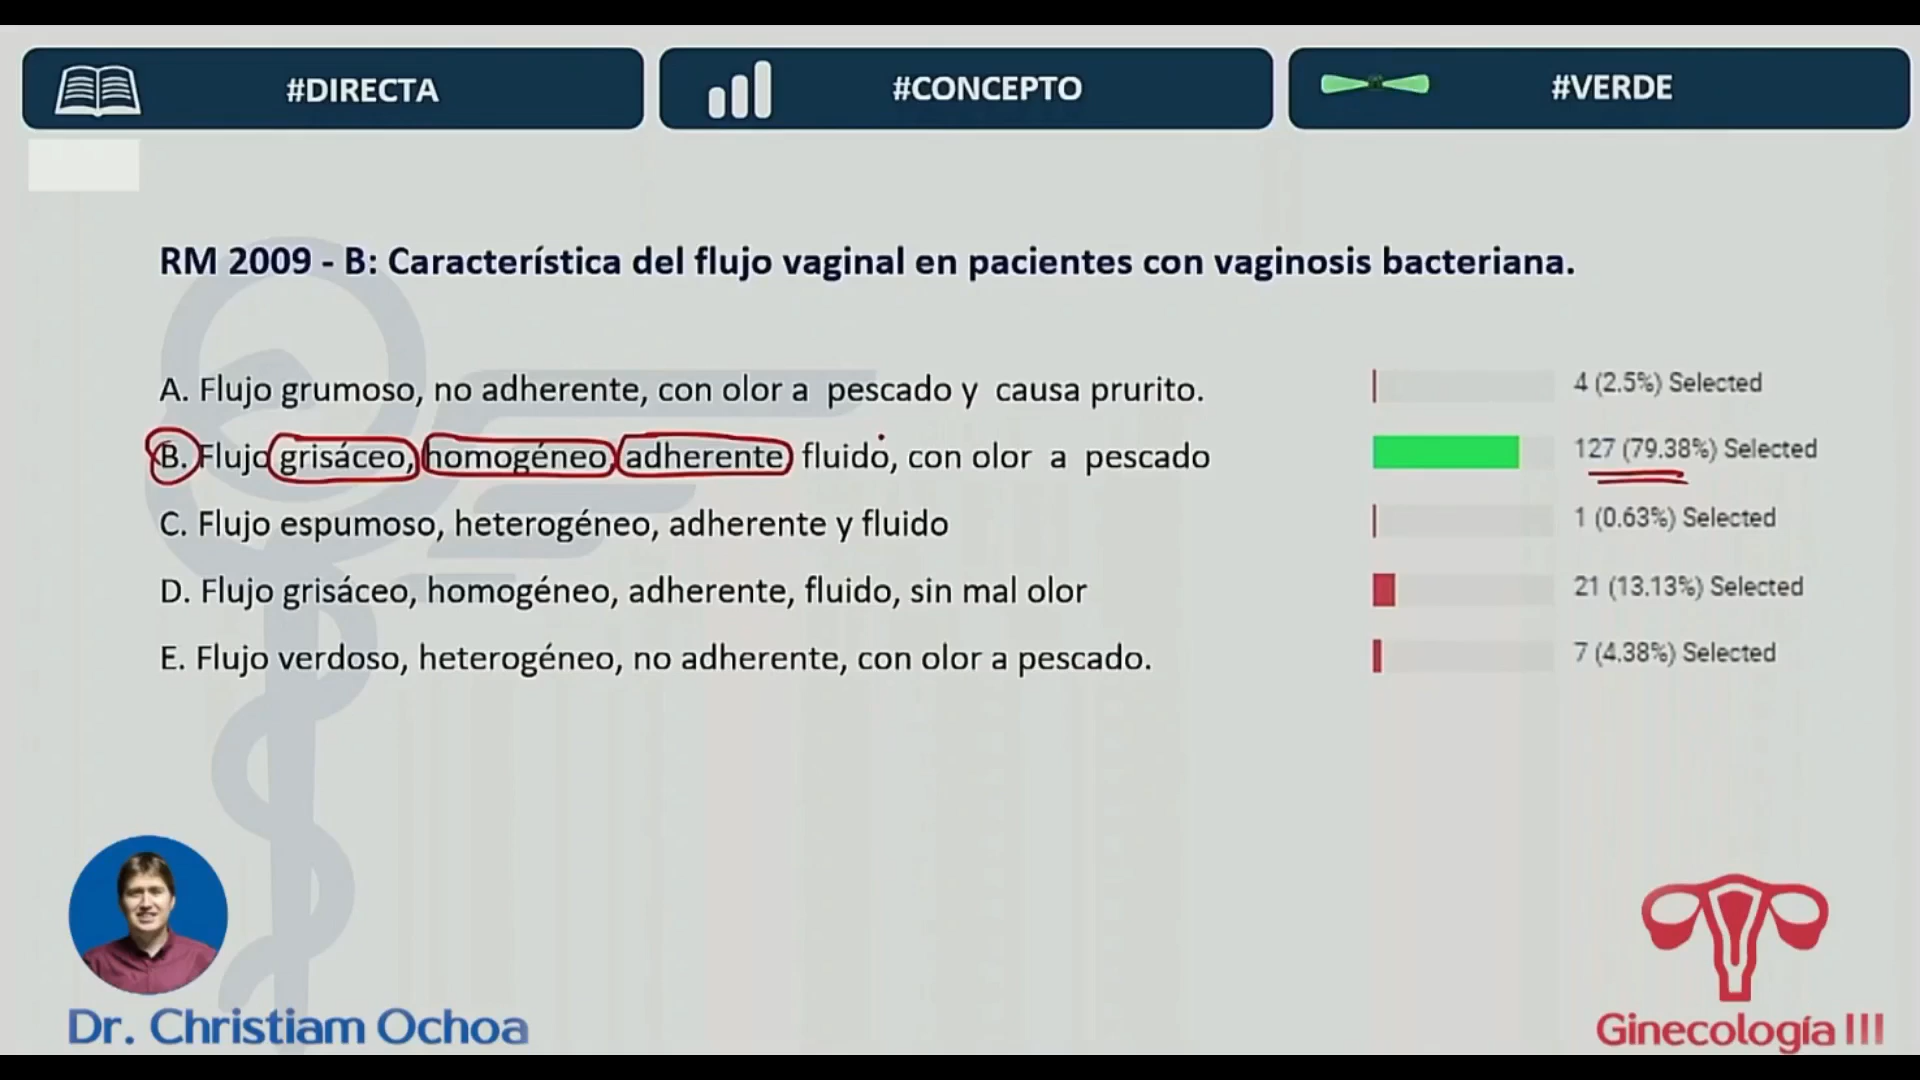 #DIRECTA
#CONCEPTO
#VERDE
RM 2009 - B: Característica del flujo vaginal en pacientes con vaginosis bacteriana.
A. Flujo grumoso, no adherente, con olor a pescado y causa prurito.
4 (2.5%) Selected
B. Flujo grisáceo, homogéneo, adherente fluido, con olor a pescado
127 (79.38%) Selected
C. Flujo espumoso, heterogéneo, adherente y fluido
1 (0.63%) Selected
D. Flujo grisáceo, homogéneo, adherente, fluido, sin mal olor
21 (13.13%) Selected
E. Flujo verdoso, heterogéneo, no adherente, con olor a pescado.
7 (4.38%) Selected
Dr. Christiam Ochoa
Ginecología III